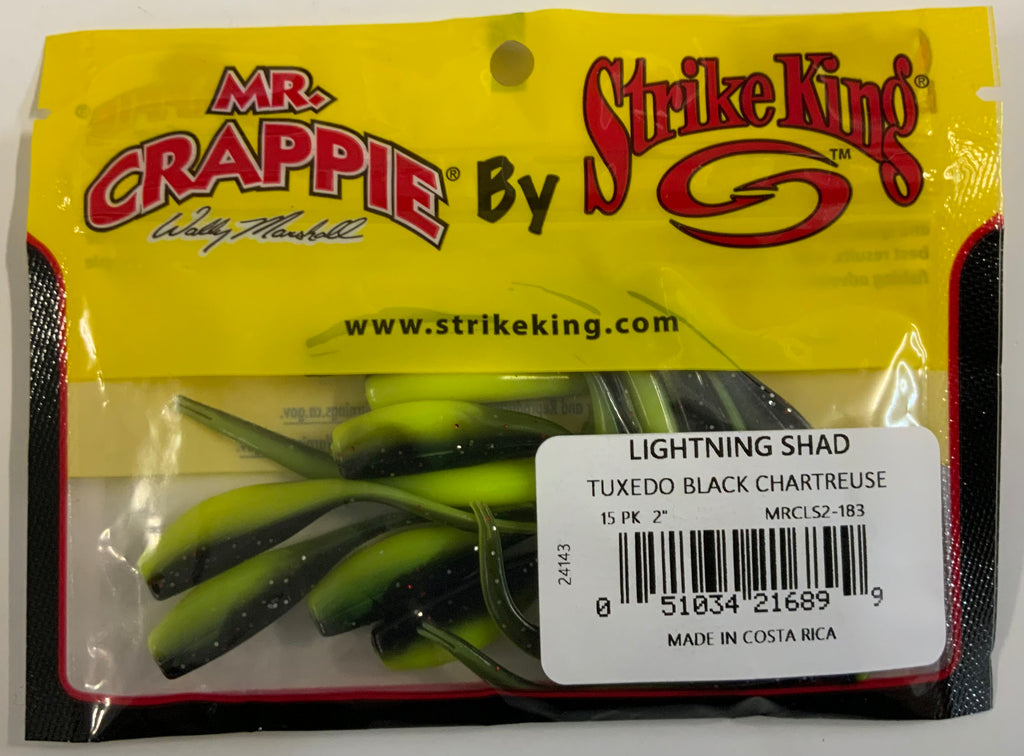 MR.
CRAPPIE®
Wally Marshall
By
Strike King®
™
www.strikeking.com
LIGHTNING SHAD
TUXEDO BLACK CHARTREUSE
15 PK 2" MRCLS2-183
24143
0 51034 21689 9
MADE IN COSTA RICA